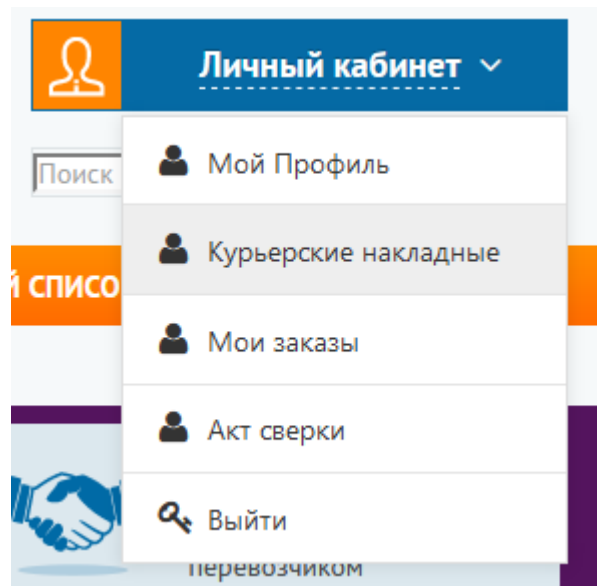 Личный кабинет
Поиск
Мой Профиль
Курьерские накладные
й списо
Мои заказы
Акт сверки
Выйти
перевозчиком